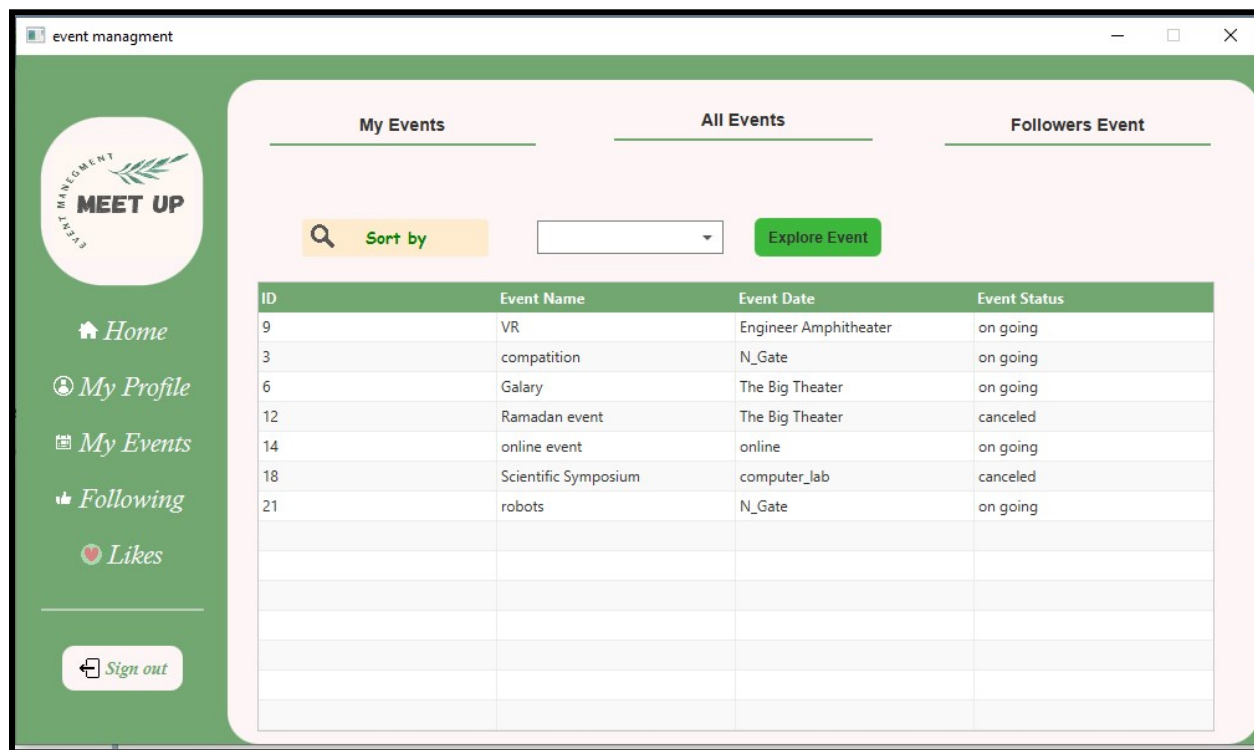 event managment
EVENT MANEGMENT
MEET UP
Home
My Profile
My Events
Following
Likes
Sign out
My Events All Events Followers Event
Sort by Explore Event
ID Event Name Event Date Event Status
9 VR Engineer Amphitheater on going
3 compatition N_Gate on going
6 Galary The Big Theater on going
12 Ramadan event The Big Theater canceled
14 online event online on going
18 Scientific Symposium computer_lab canceled
21 robots N_Gate on going